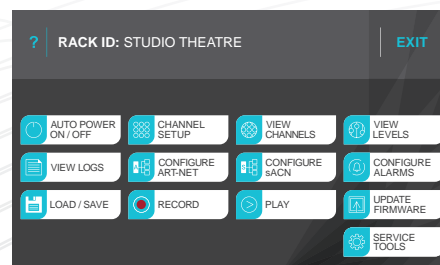 ? RACK ID: STUDIO THEATRE EXIT
AUTO POWER
ON / OFF
CHANNEL
SETUP
VIEW
CHANNELS
VIEW
LEVELS
VIEW LOGS
CONFIGURE
ART-NET
CONFIGURE
sACN
CONFIGURE
ALARMS
LOAD / SAVE
RECORD
PLAY
UPDATE
FIRMWARE
SERVICE
TOOLS